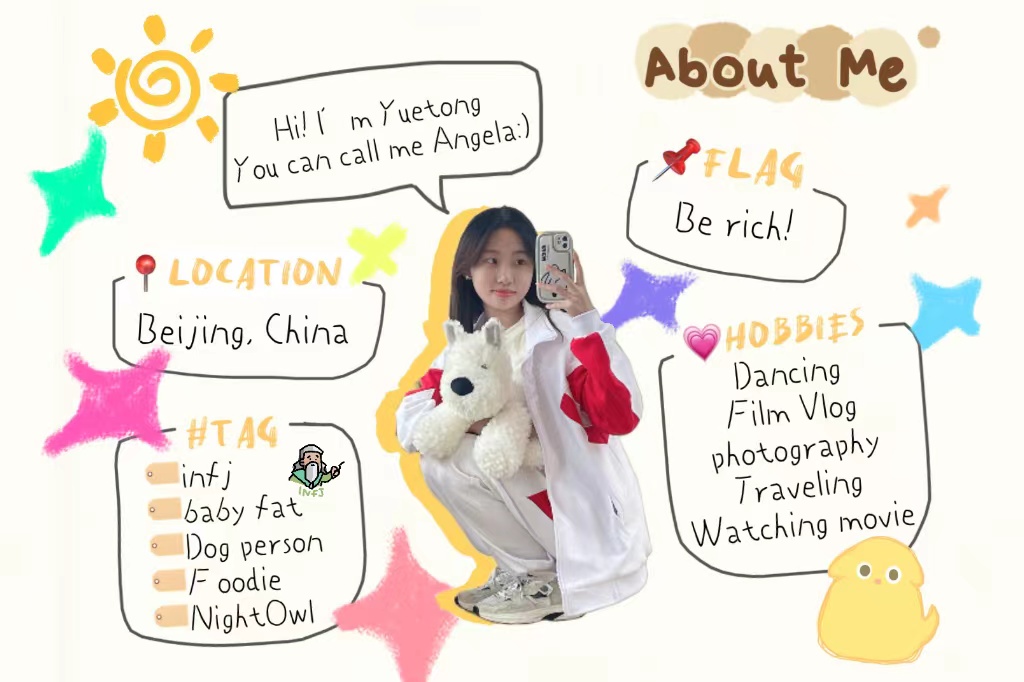 About Me
Hi! I'm Yuetong
You can call me Angela:)
FLAG
Be rich!
LOCATION
Beijing, China
HOBBIES
Dancing
Film Vlog
photography
Traveling
Watching movie
#TAG
infj
INFJ
baby fat
Dog person
Foodie
NightOwl